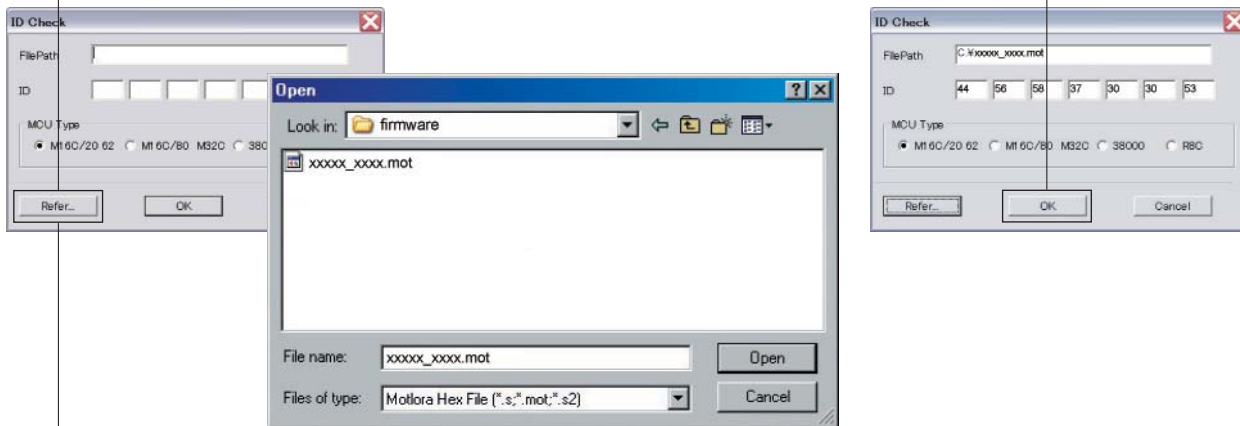 ID Check
FilePath
ID
MCU Type
M16C/20 62 M16C/80 M32C
Refer...
OK
Open
Look in: firmware
xxxxx_xxxx.mot
File name: xxxxx_xxxx.mot
Open
Files of type: Motlora Hex File (*.s;*.mot;*.s2)
Cancel
ID Check
FilePath C:¥xxxxx_xxxx.mot
ID 44 56 58 37 30 30 53
MCU Type
M16C/20 62 M16C/80 M32C 38000 R8C
Refer...
OK
Cancel